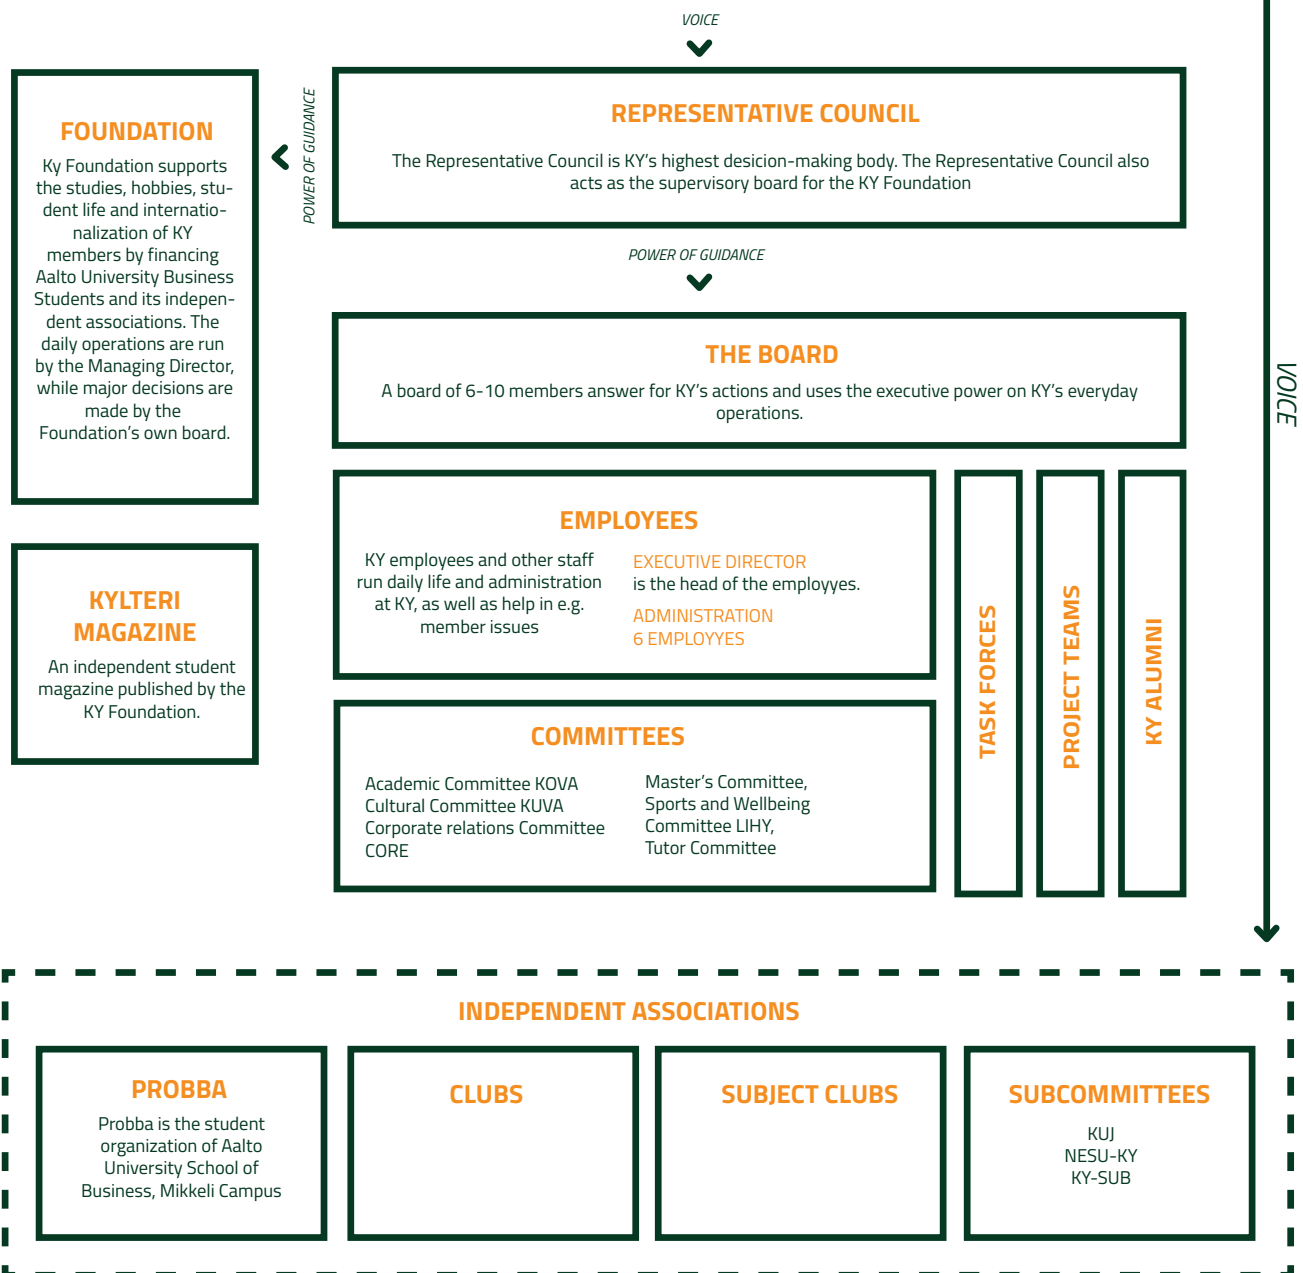 VOICE
FOUNDATION
Ky Foundation supports
the studies, hobbies, stu-
dent life and internatio-
nalization of KY
members by financing
Aalto University Business
Students and its indepen-
dent associations. The
daily operations are run
by the Managing Director,
while major decisions are
made by the
Foundation's own board.
POWER OF GUIDANCE
REPRESENTATIVE COUNCIL
The Representative Council is KY's highest desicion-making body. The Representative Council also
acts as the supervisory board for the KY Foundation
POWER OF GUIDANCE
THE BOARD
A board of 6-10 members answer for KY's actions and uses the executive power on KY's everyday
operations.
VOICE
KYLTERI
MAGAZINE
An independent student
magazine published by the
KY Foundation.
EMPLOYEES
KY employees and other staff
run daily life and administration
at KY, as well as help in e.g.
member issues
EXECUTIVE DIRECTOR
is the head of the employyes.
ADMINISTRATION
6 EMPLOYYES
COMMITTEES
Academic Committee KOVA
Cultural Committee KUVA
Corporate relations Committee
CORE
Master's Committee,
Sports and Wellbeing
Committee LIHY,
Tutor Committee
TASK FORCES
PROJECT TEAMS
KY ALUMNI
INDEPENDENT ASSOCIATIONS
PROBBA
Probba is the student
organization of Aalto
University School of
Business, Mikkeli Campus
CLUBS
SUBJECT CLUBS
SUBCOMMITTEES
KUJ
NESU-KY
KY-SUB